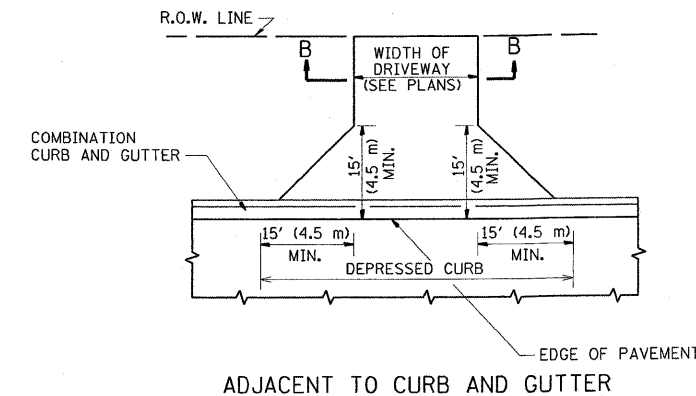 R.O.W. LINE
B
B
WIDTH OF
DRIVEWAY
(SEE PLANS)
COMBINATION
CURB AND GUTTER
15'
(4.5 m)
MIN.
15'
(4.5 m)
MIN.
15' (4.5 m)
MIN.
15' (4.5 m)
MIN.
DEPRESSED CURB
EDGE OF PAVEMENT
ADJACENT TO CURB AND GUTTER